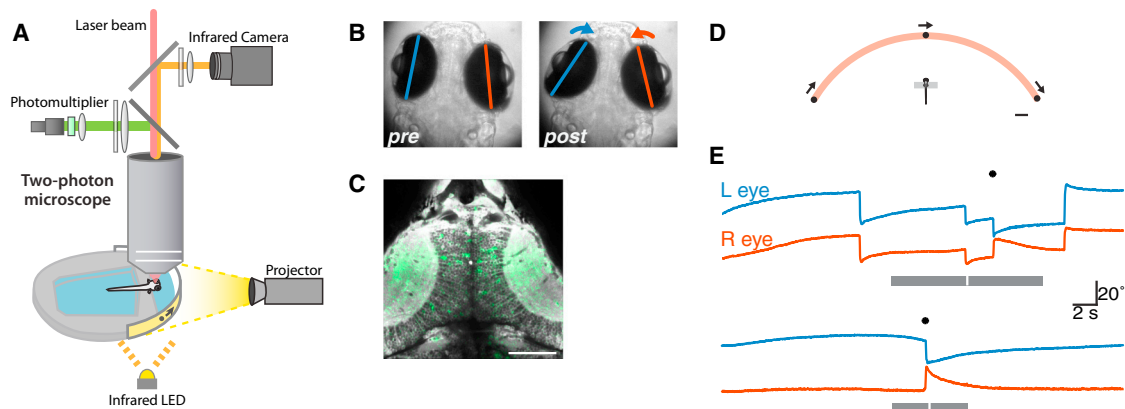 A
Laser beam
Infrared Camera
Photomultiplier
Two-photon
microscope
Projector
Infrared LED
B
pre
post
C
D
E
L eye
R eye
20°
2 s